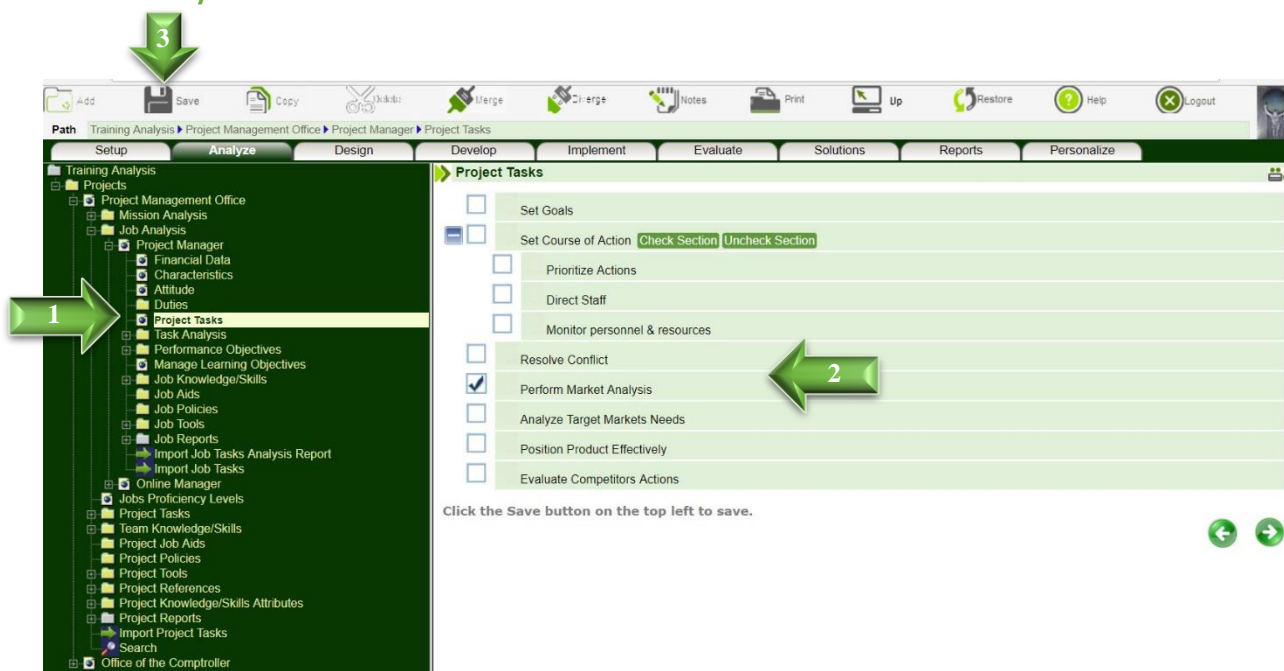 3
Add Save Copy Delete Merge Diverge Notes Print Up Restore Help Logout
Path Training Analysis Project Management Office Project Manager Project Tasks
Setup Analyze Design Develop Implement Evaluate Solutions Reports Personalize
Training Analysis
Projects
Project Management Office
Mission Analysis
Job Analysis
Project Manager
Financial Data
Characteristics
Attitude
Duties
1
Project Tasks
Task Analysis
Performance Objectives
Manage Learning Objectives
Job Knowledge/Skills
Job Aids
Job Policies
Job Tools
Job Reports
Import Job Tasks Analysis Report
Import Job Tasks
Online Manager
Jobs Proficiency Levels
Project Tasks
Team Knowledge/Skills
Project Job Aids
Project Policies
Project Tools
Project References
Project Knowledge/Skills Attributes
Project Reports
Import Project Tasks
Search
Office of the Comptroller
Project Tasks
Set Goals
Set Course of Action Check Section Uncheck Section
Prioritize Actions
Direct Staff
Monitor personnel & resources
Resolve Conflict
2
Perform Market Analysis
Analyze Target Markets Needs
Position Product Effectively
Evaluate Competitors Actions
Click the Save button on the top left to save.